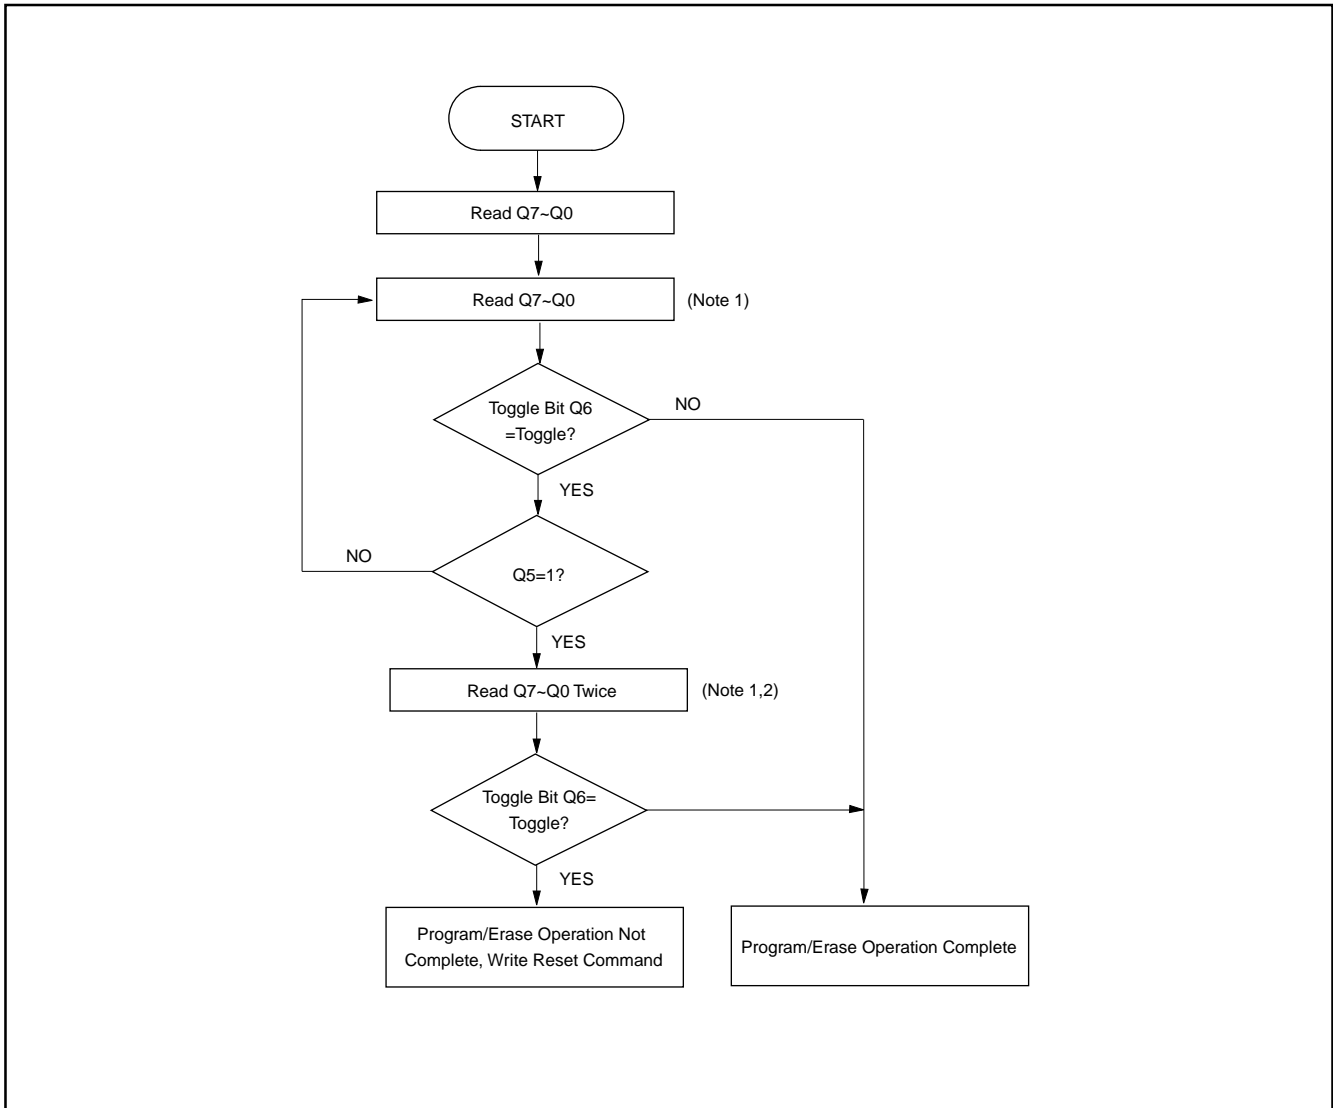 START
Read Q7~Q0
Read Q7~Q0
(Note 1)
Toggle Bit Q6
=Toggle?
NO
YES
NO
Q5=1?
YES
Read Q7~Q0 Twice
(Note 1,2)
Toggle Bit Q6=
Toggle?
YES
Program/Erase Operation Not
Complete, Write Reset Command
Program/Erase Operation Complete